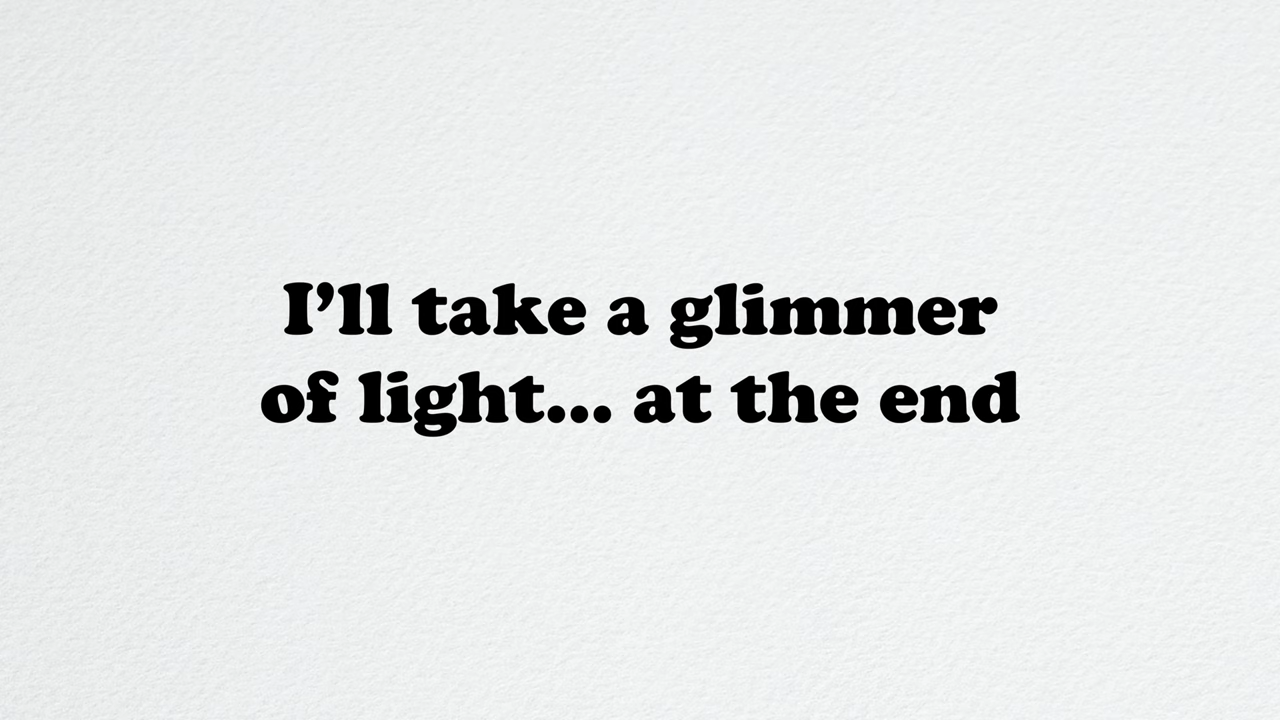 I’ll take a glimmer
of light... at the end